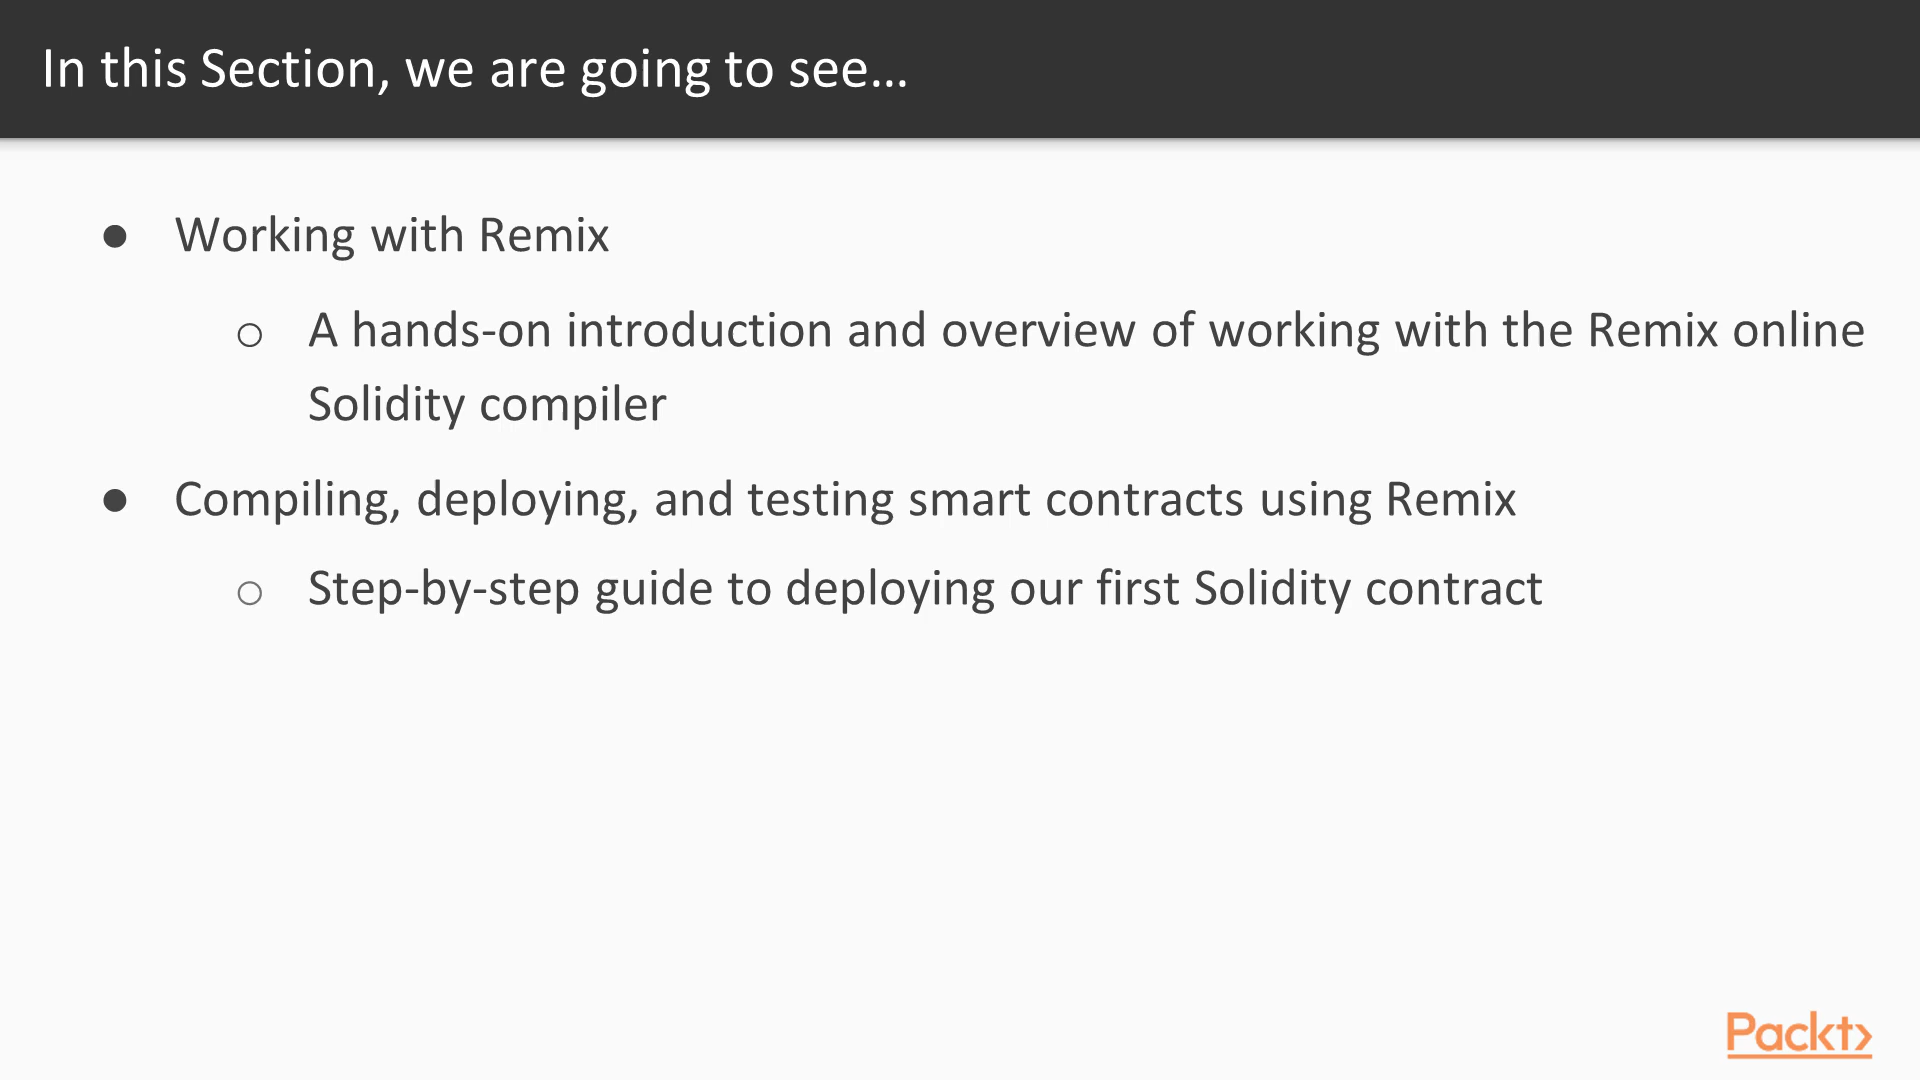 In this Section, we are going to see…
● Working with Remix
○ A hands-on introduction and overview of working with the Remix online
Solidity compiler
● Compiling, deploying, and testing smart contracts using Remix
○ Step-by-step guide to deploying our first Solidity contract
Packt>